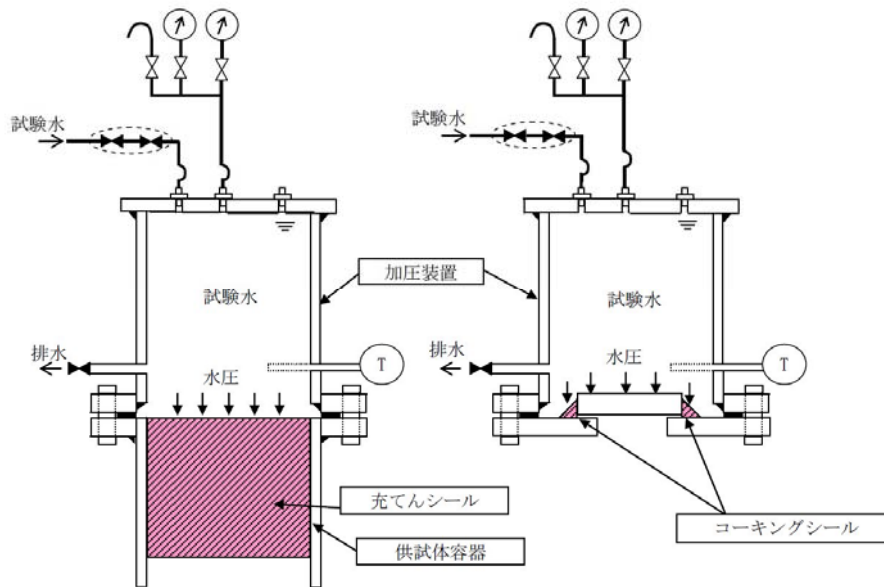 試験水
試験水
加圧装置
試験水
試験水
排水
水圧
T
排水
水圧
T
充てんシール
供試体容器
コーキングシール